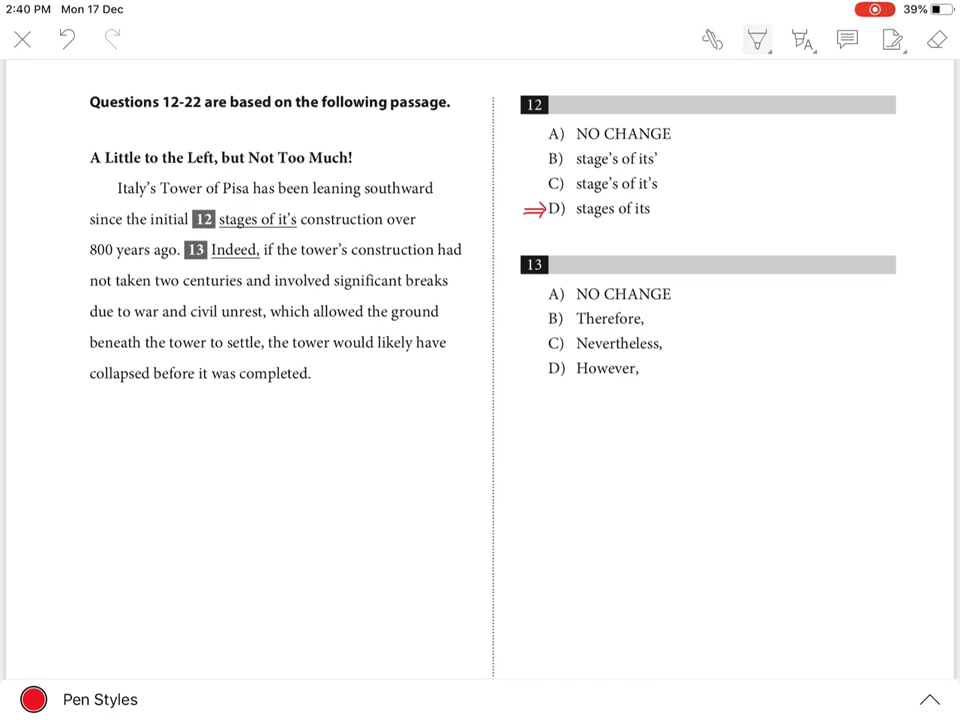 2:40 PM Mon 17 Dec
39%
Questions 12-22 are based on the following passage.
A Little to the Left, but Not Too Much!
Italy’s Tower of Pisa has been leaning southward
since the initial 12 stages of it’s construction over
800 years ago. 13 Indeed, if the tower’s construction had
not taken two centuries and involved significant breaks
due to war and civil unrest, which allowed the ground
beneath the tower to settle, the tower would likely have
collapsed before it was completed.
12
A) NO CHANGE
B) stage’s of its’
C) stage’s of it’s
D) stages of its
13
A) NO CHANGE
B) Therefore,
C) Nevertheless,
D) However,
Pen Styles